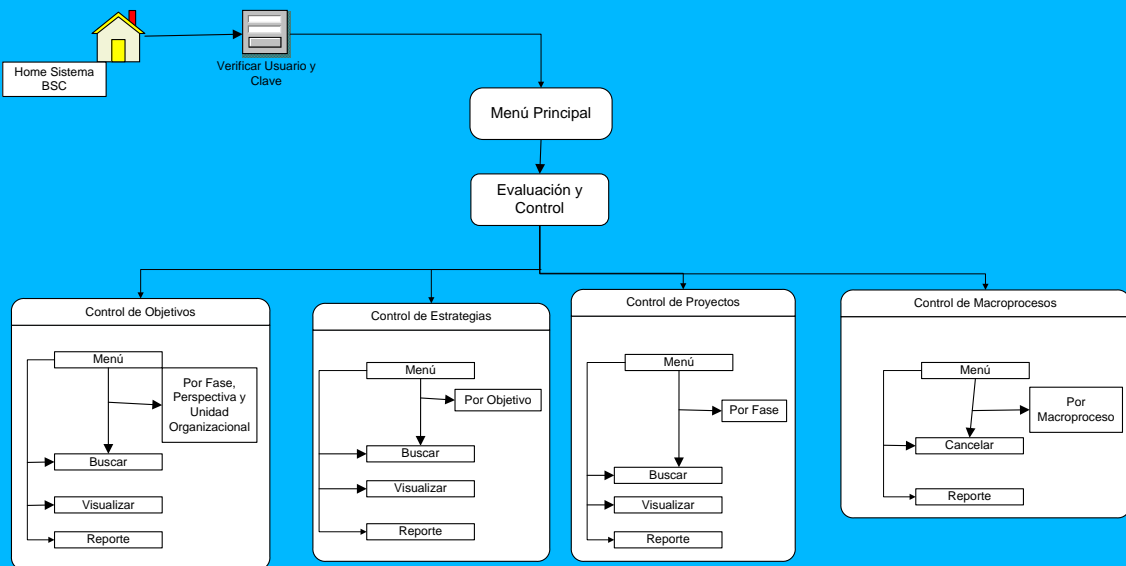 Home Sistema
BSC
Verificar Usuario y
Clave
Menú Principal
Evaluación y
Control
Control de Objetivos
Menú
Por Fase,
Perspectiva y
Unidad
Organizacional
Buscar
Visualizar
Reporte
Control de Estrategias
Menú
Por Objetivo
Buscar
Visualizar
Reporte
Control de Proyectos
Menú
Por Fase
Buscar
Visualizar
Reporte
Control de Macroprocesos
Menú
Por
Macroproceso
Cancelar
Reporte